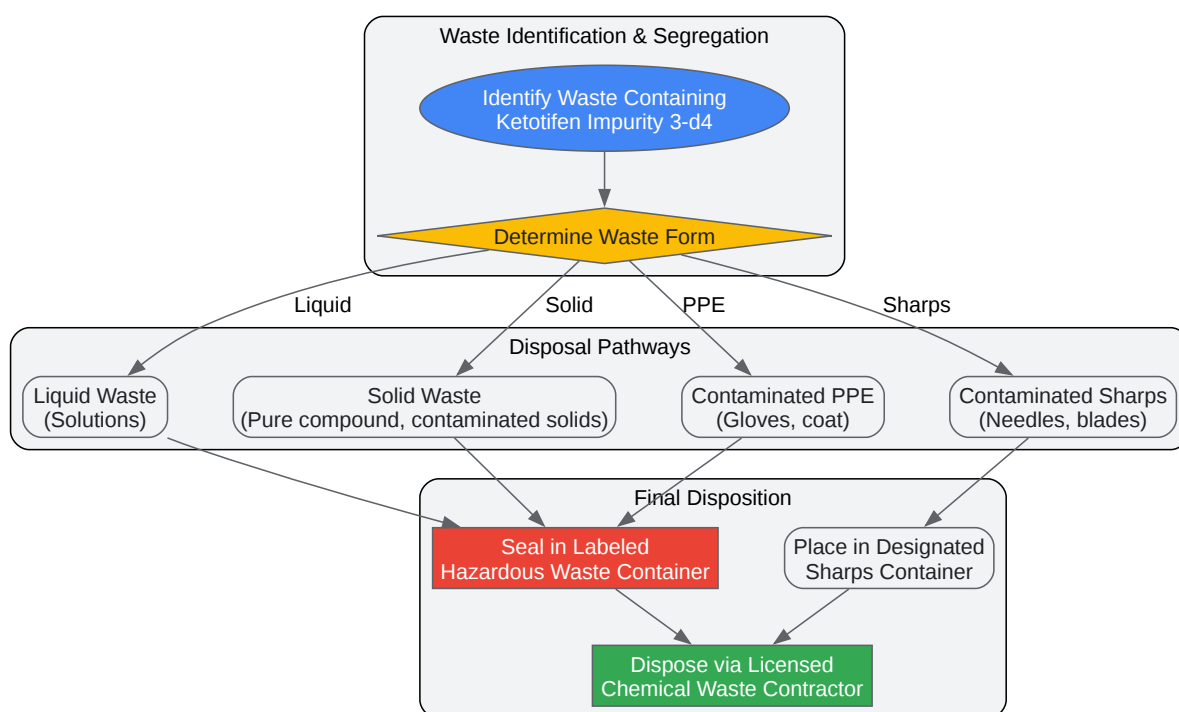 Waste Identification & Segregation
Identify Waste Containing
Ketotifen Impurity 3-d4
Determine Waste Form
Liquid
Solid
PPE
Sharps
Disposal Pathways
Liquid Waste
(Solutions)
Solid Waste
(Pure compound, contaminated solids)
Contaminated PPE
(Gloves, coat)
Contaminated Sharps
(Needles, blades)
Final Disposition
Seal in Labeled
Hazardous Waste Container
Place in Designated
Sharps Container
Dispose via Licensed
Chemical Waste Contractor